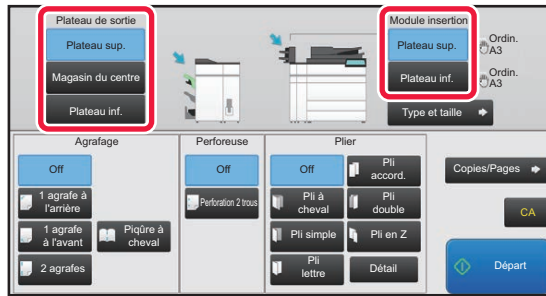 Plateau de sortie
Plateau sup.
Magasin du centre
Plateau inf.
Module insertion
Plateau sup.
Ordin.
A3
Plateau inf.
Ordin.
A3
Type et taille
Agrafage
Off
1 agrafe à
l'arrière
1 agrafe
à l'avant
Piqûre à
cheval
2 agrafes
Perforeuse
Off
Perforation 2 trous
Plier
Off
Pli
accord.
Pli à
cheval
Pli
double
Pli simple
Pli en Z
Pli
lettre
Détail
Copies/Pages
CA
Départ